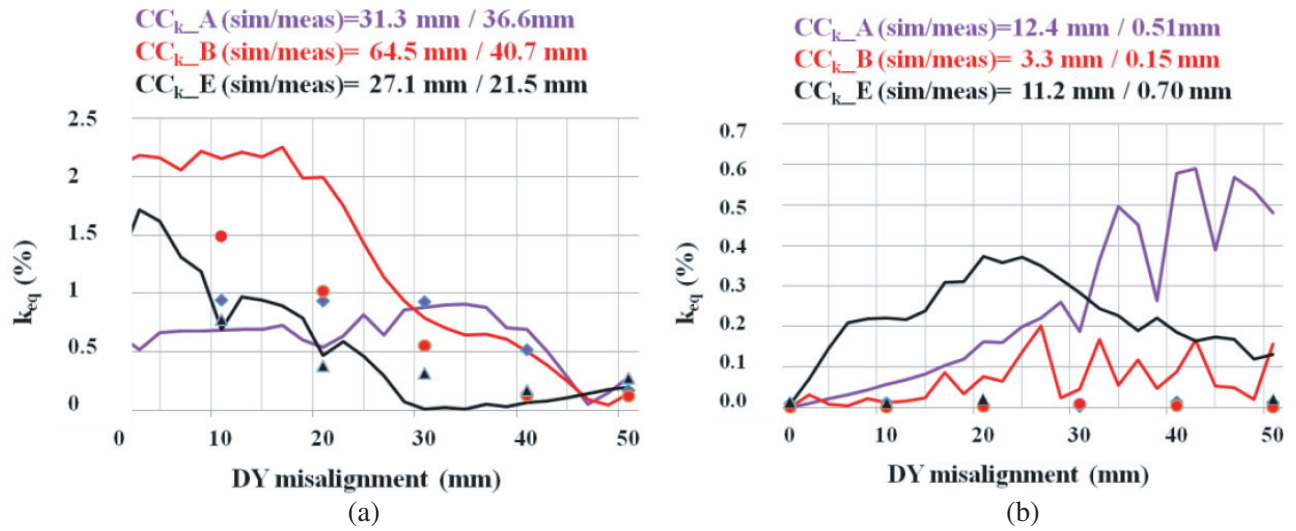 CCk_A (sim/meas)=31.3 mm / 36.6mm
CCk_B (sim/meas)= 64.5 mm / 40.7 mm
CCk_E (sim/meas)= 27.1 mm / 21.5 mm
2.5
2
1.5
1
0.5
0
keq (%)
0 10 20 30 40 50
DY misalignment (mm)
(a)
CCk_A (sim/meas)=12.4 mm / 0.51mm
CCk_B (sim/meas)= 3.3 mm / 0.15 mm
CCk_E (sim/meas)= 11.2 mm / 0.70 mm
0.7
0.6
0.5
0.4
0.3
0.2
0.1
0.0
keq (%)
0 10 20 30 40 50
DY misalignment (mm)
(b)